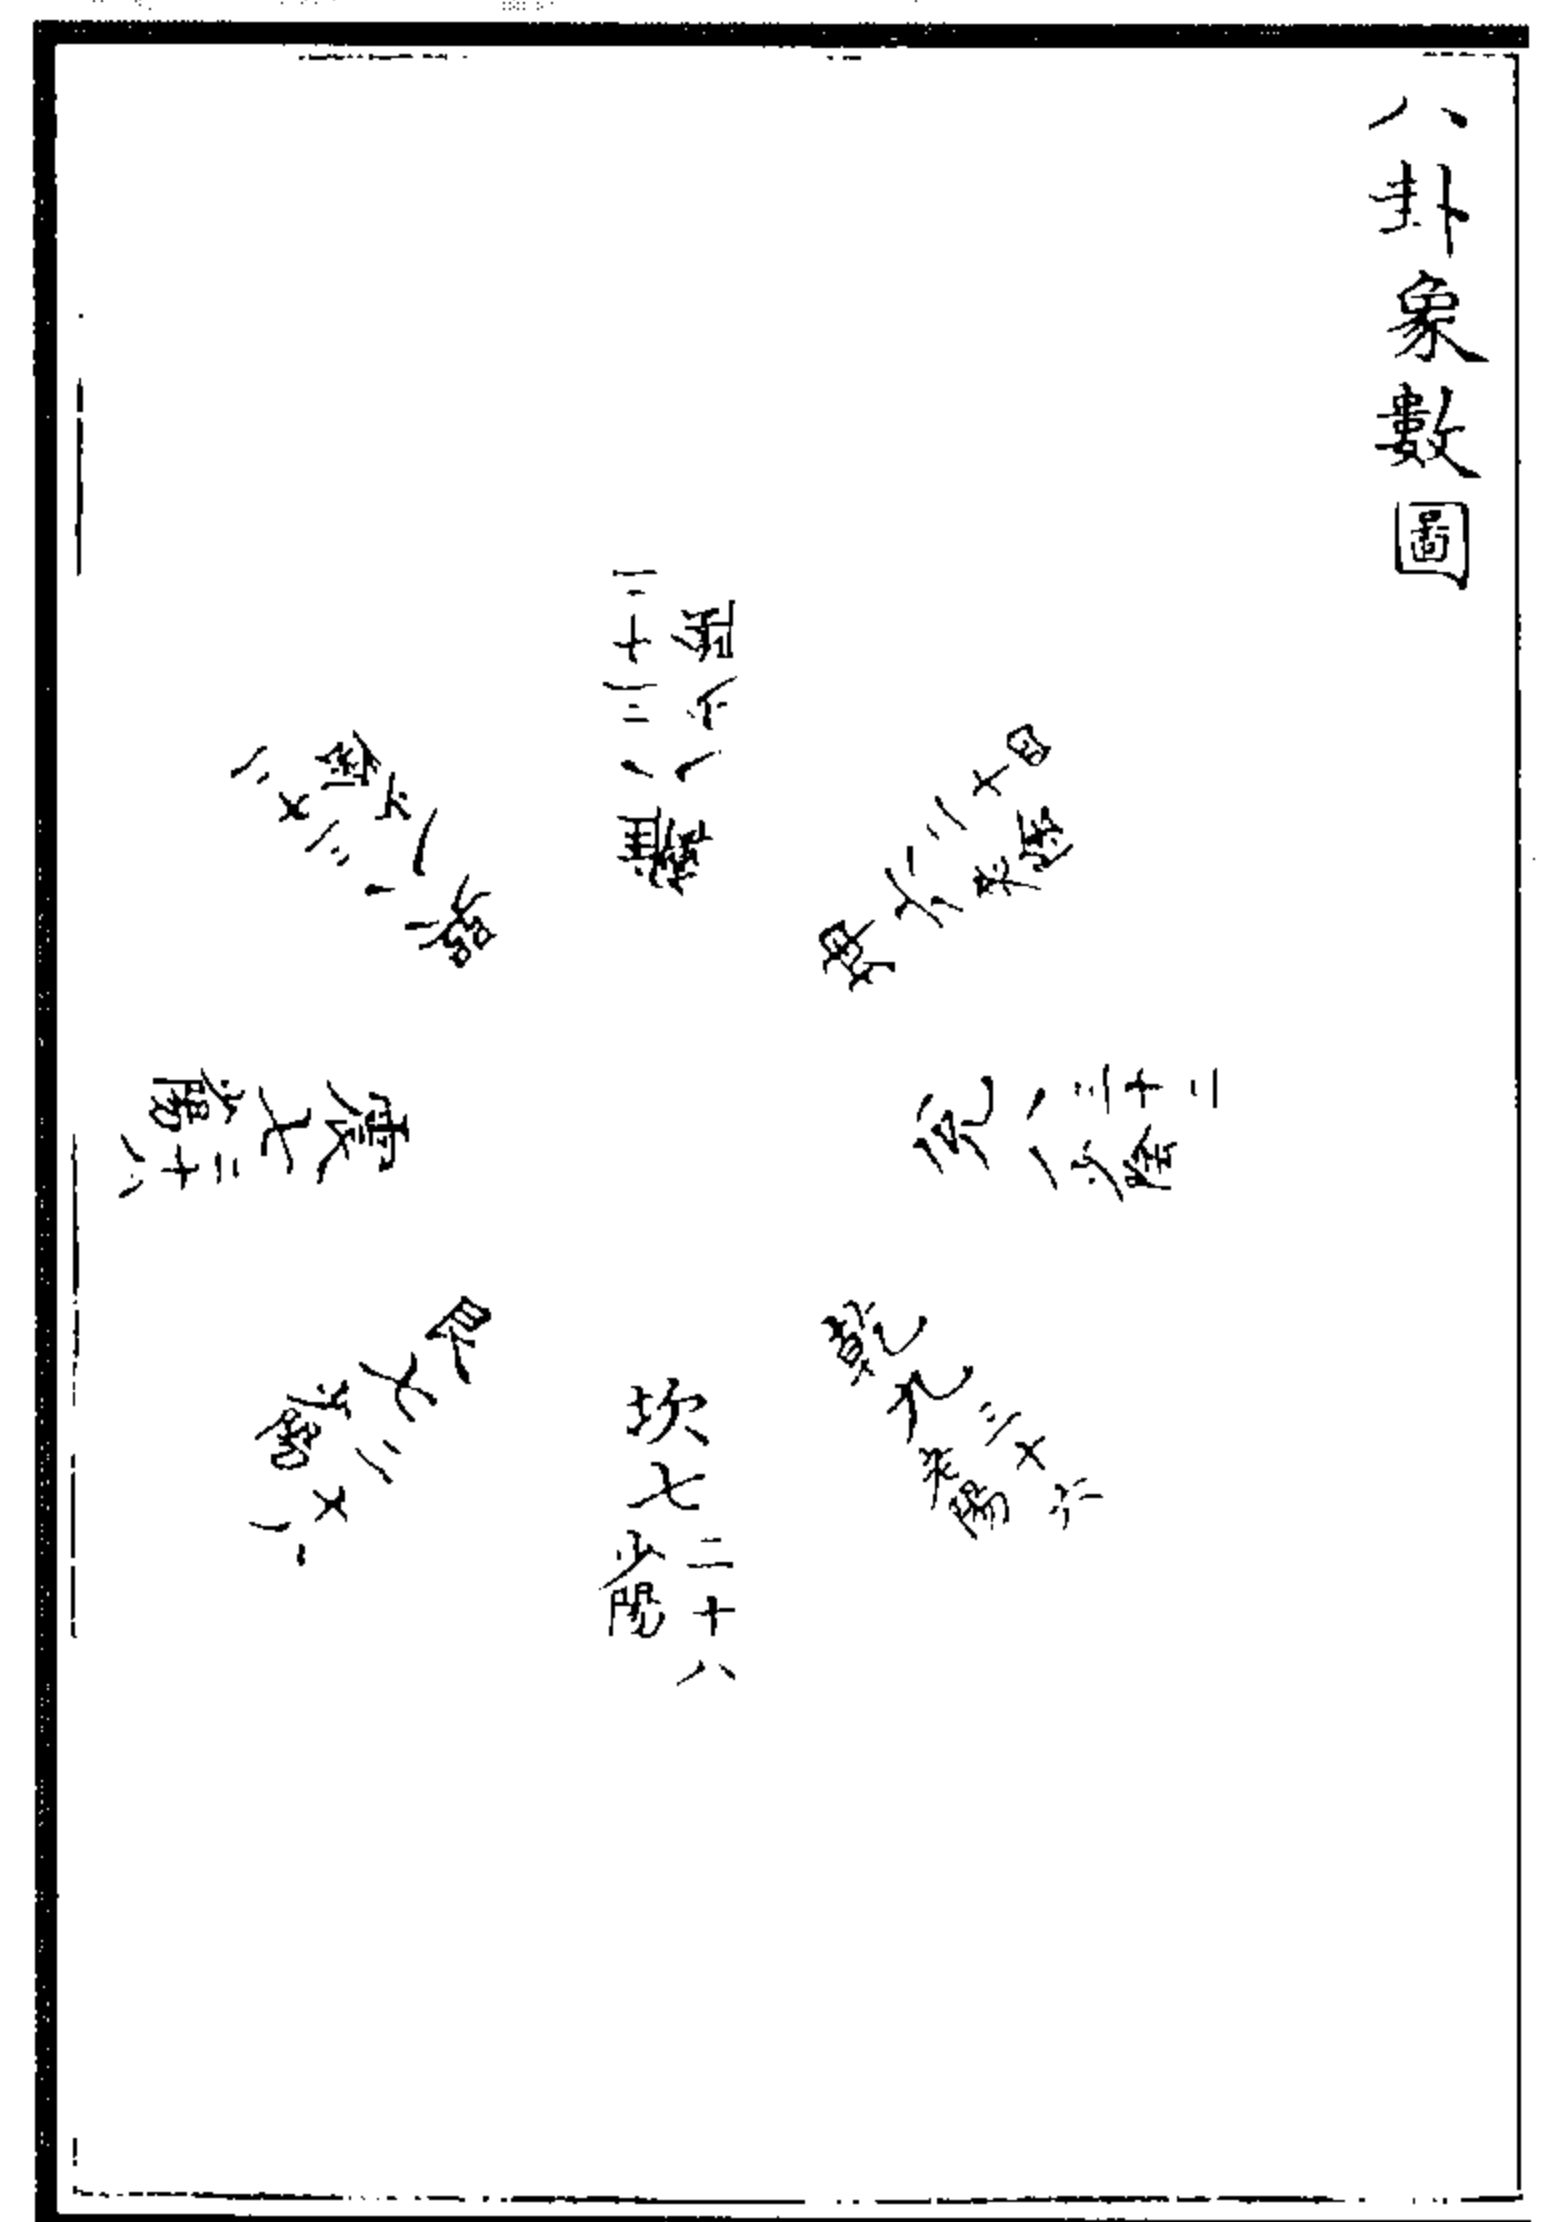 八卦象數圖
離八少陰三十二
坤六老陰二十四
兌八少陰三十二
乾九老陽三十六
坎七少陽二十八
艮七少陽二十八
震七少陽二十八
巽八少陰三十二